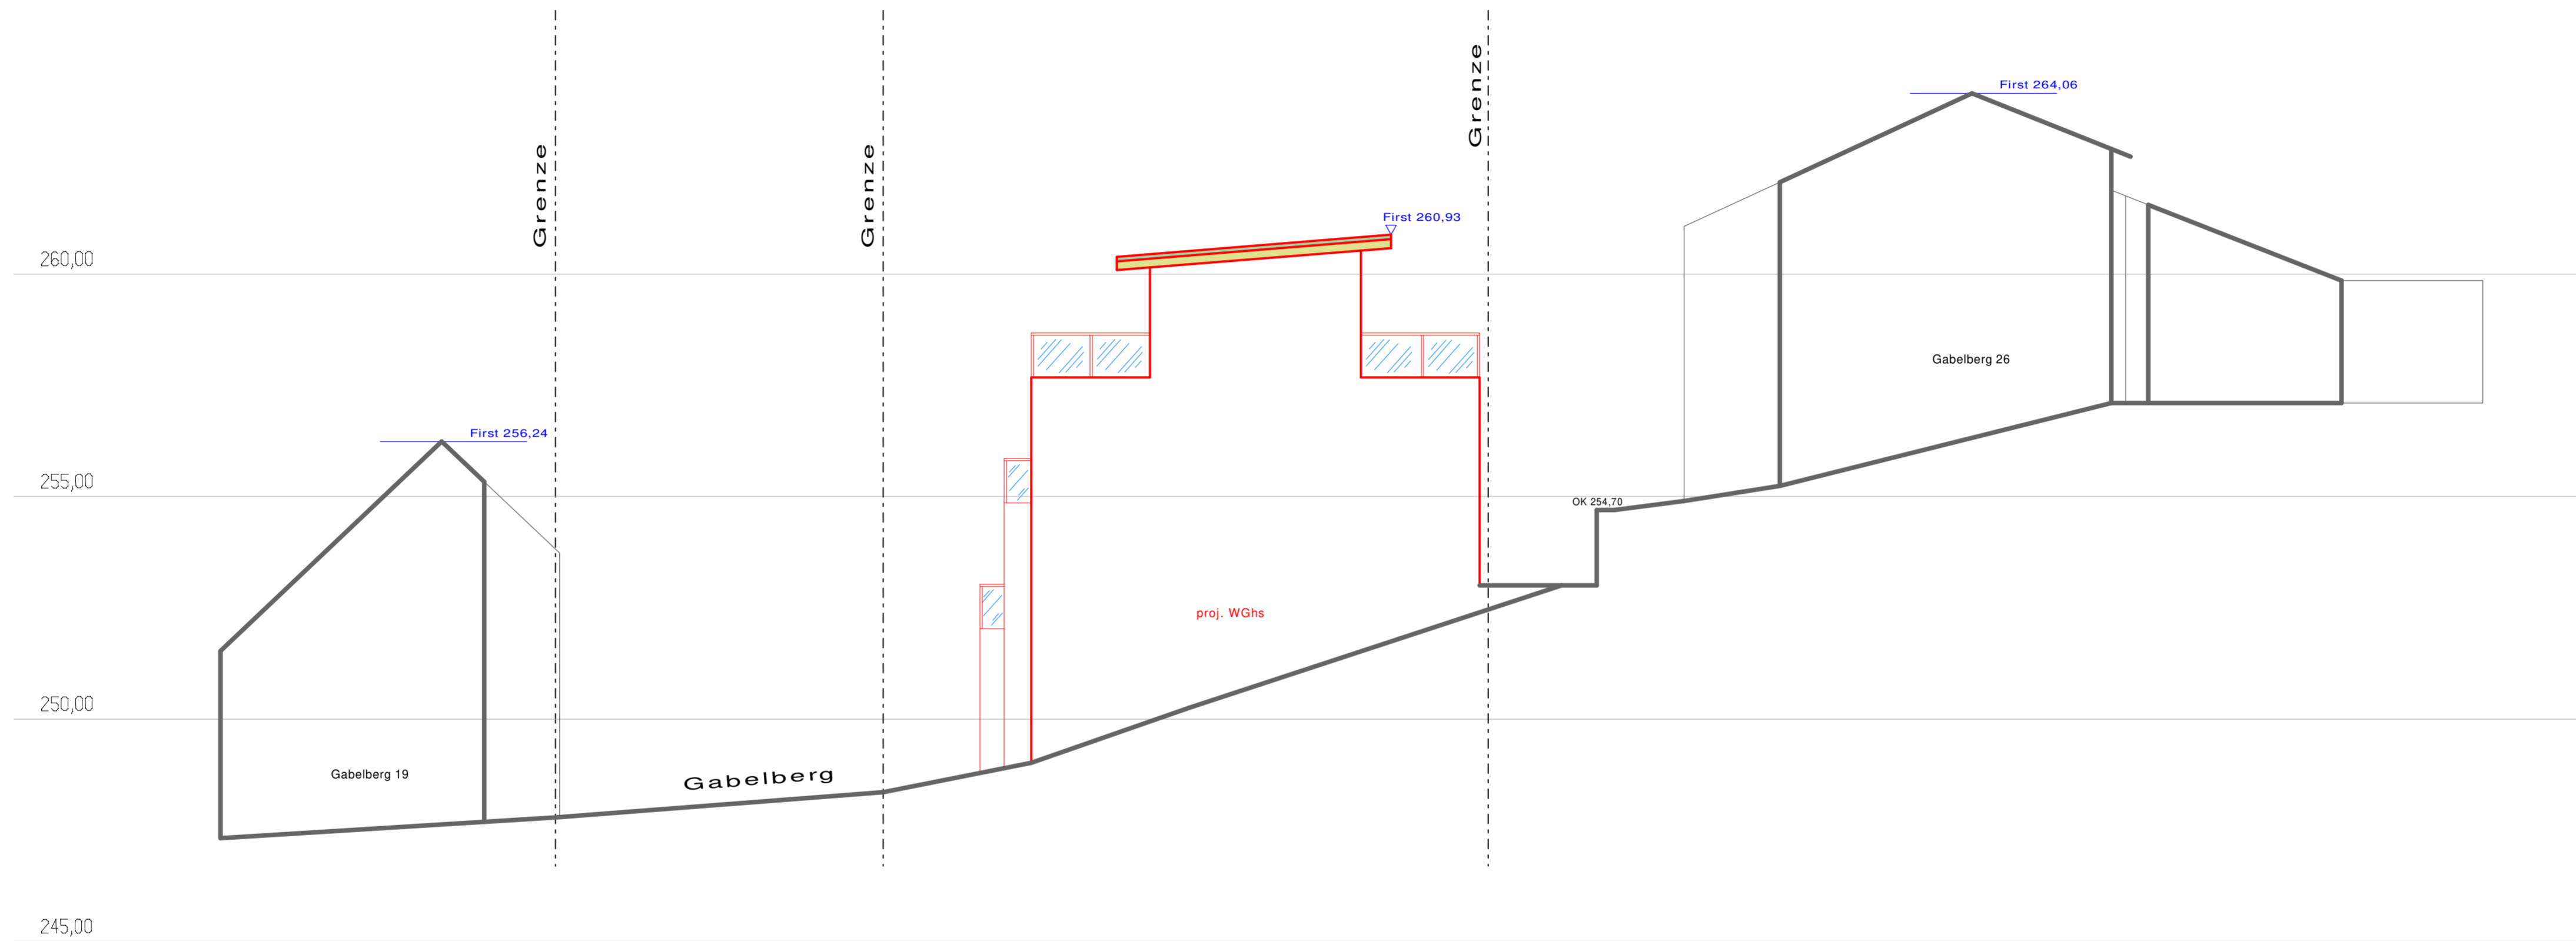 Grenze
First 264,06
Grenze
Grenze
First 260,93
260,00
Gabelberg 26
First 256,24
255,00
OK 254,70
proj. WGhs
250,00
Gabelberg 19
Gabelberg
245,00